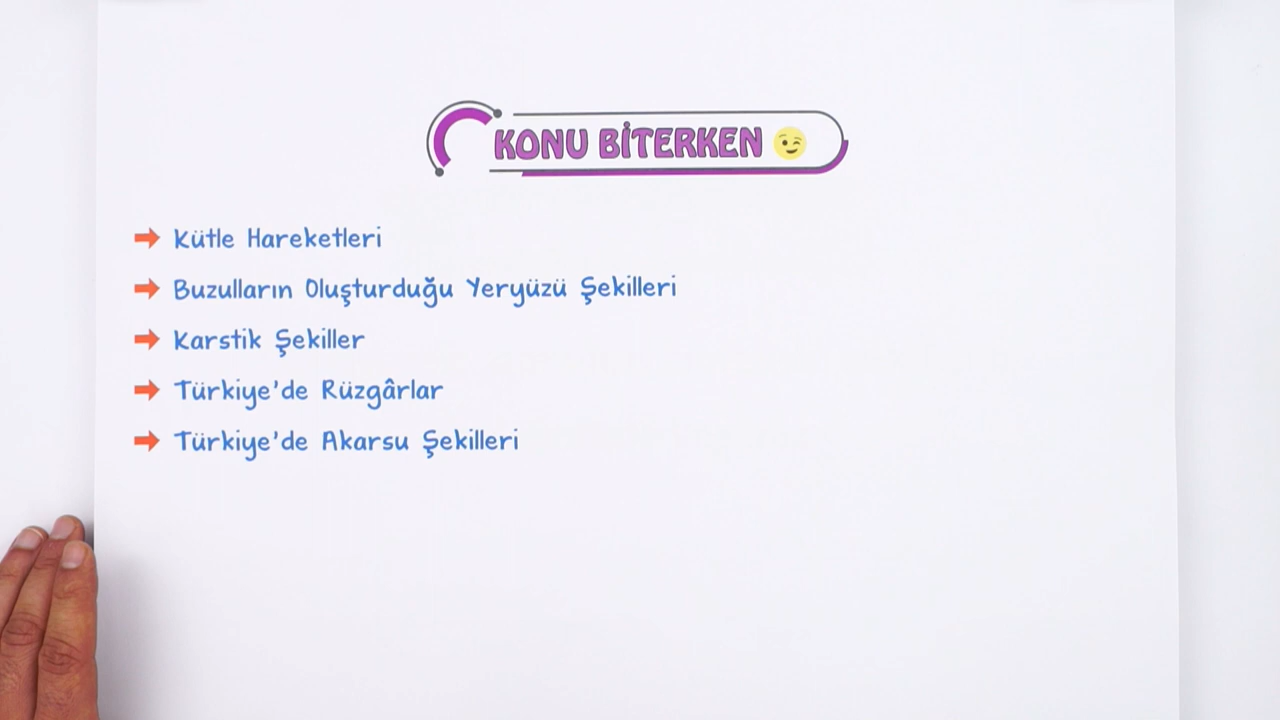 KONU BİTERKEN
Kütle Hareketleri
Buzulların Oluşturduğu Yeryüzü Şekilleri
Karstik Şekiller
Türkiye'de Rüzgârlar
Türkiye'de Akarsu Şekilleri